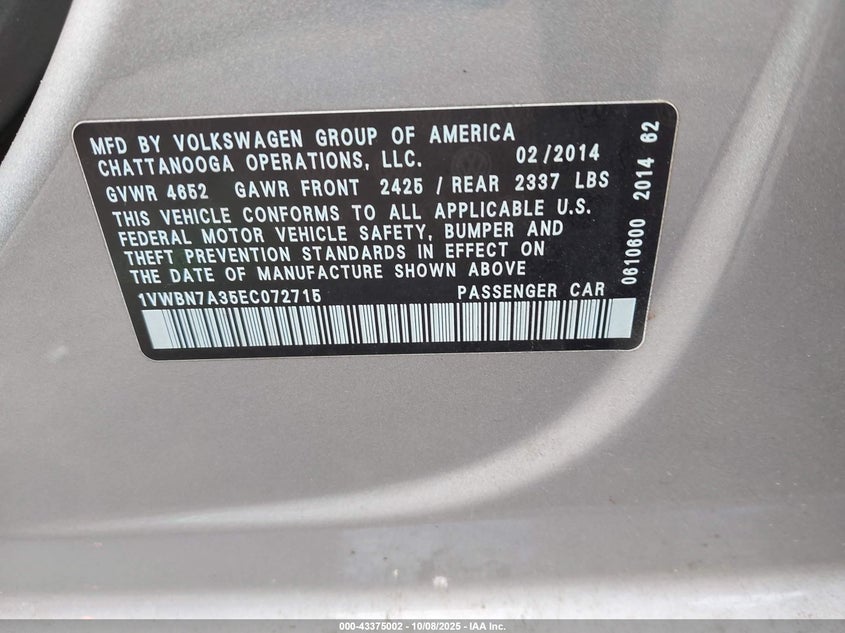 MFD BY VOLKSWAGEN GROUP OF AMERICA
CHATTANOOGA OPERATIONS, LLC. 02/2014
GVWR 4652 GAWR FRONT 2425 / REAR 2337 LBS
THIS VEHICLE CONFORMS TO ALL APPLICABLE U.S.
FEDERAL MOTOR VEHICLE SAFETY, BUMPER AND
THEFT PREVENTION STANDARDS IN EFFECT ON
THE DATE OF MANUFACTURE SHOWN ABOVE
1VWBN7A35EC072715 PASSENGER CAR
0610600 2014 62
000-43375002 - 10/08/2025 - IAA Inc.